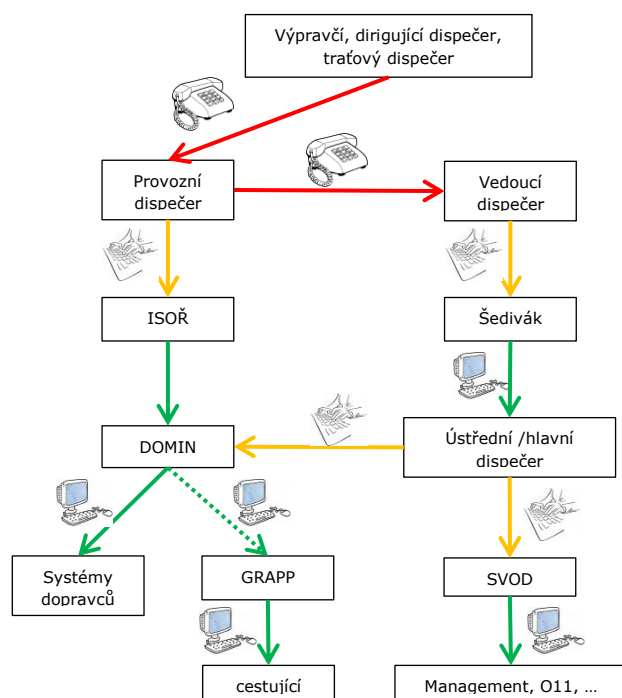 Výpravčí, dirigující dispečer,
traťový dispečer
Provozní
dispečer
Vedoucí
dispečer
ISOŘ
Šedivák
DOMIN
Ústřední /hlavní
dispečer
Systémy
dopravců
GRAPP
SVOD
cestující
Management, O11, ...